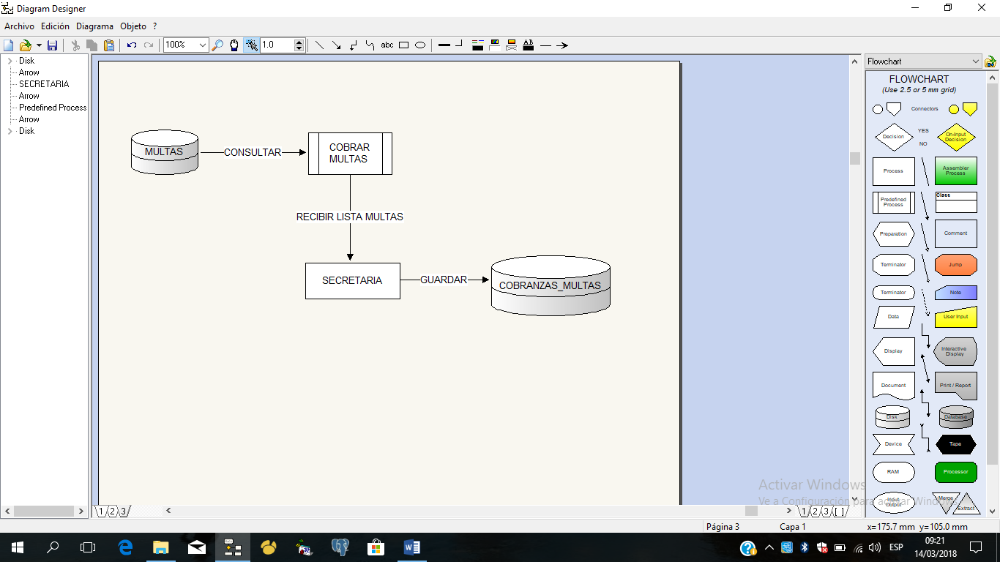 Diagram Designer
Archivo Edición Diagrama Objeto ?
100%
1.0
abc
AB
Disk
Arrow
SECRETARIA
Arrow
Predefined Process
Arrow
Disk
MULTAS
CONSULTAR
COBRAR
MULTAS
RECIBIR LISTA MULTAS
SECRETARIA
GUARDAR
COBRANZAS_MULTAS
Flowchart
FLOWCHART
(Use 2.5 or 5 mm grid)
Connectors
Decision
YES
NO
On-Input
Decision
Process
Assembler
Process
Predefined
Process
Class
Preparation
Comment
Terminator
Jump
Terminator
Note
Data
User Input
Display
Interactive
Display
Document
Print / Report
Disk
Database
Device
Tape
RAM
Processor
Input
Output
Merge
Extract
Activar Windows
Ve a Configuración para activar Windows.
1 2 3
1 2 3 [ ]
Página 3
Capa 1
x=175.7 mm y=105.0 mm
ESP
09:21
14/03/2018